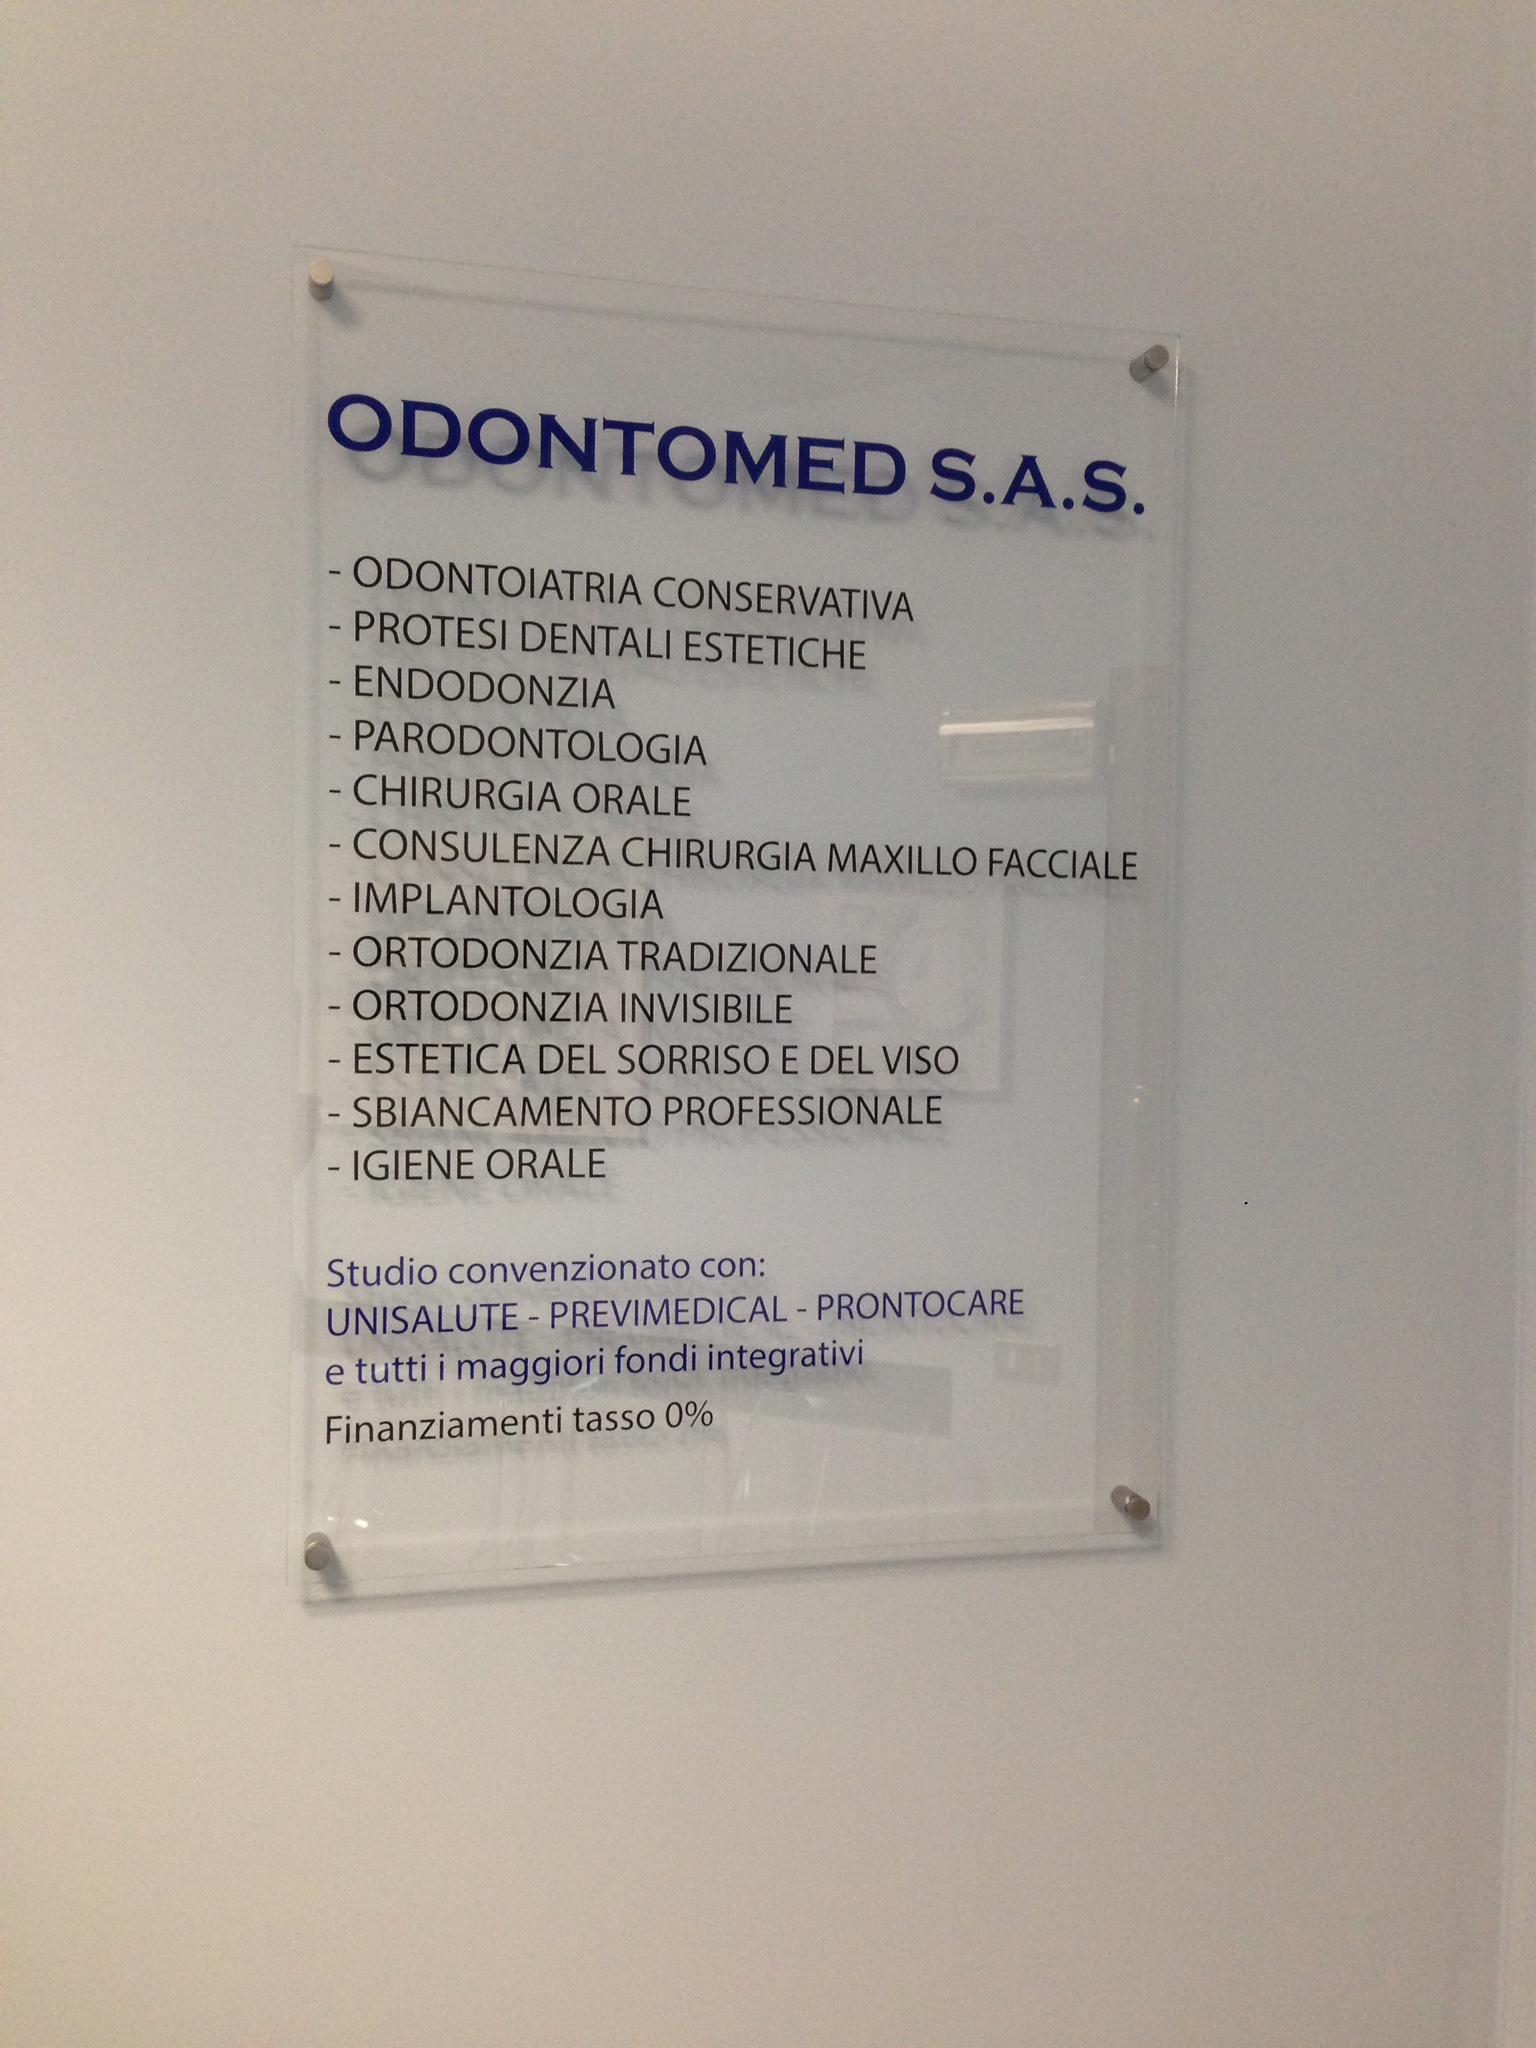 ODONTOMED S.A.S.
- ODONTOIATRIA CONSERVATIVA
- PROTESI DENTALI ESTETICHE
- ENDODONZIA
- PARODONTOLOGIA
- CHIRURGIA ORALE
- CONSULENZA CHIRURGIA MAXILLO FACCIALE
- IMPLANTOLOGIA
- ORTODONZIA TRADIZIONALE
- ORTODONZIA INVISIBILE
- ESTETICA DEL SORRISO E DEL VISO
- SBIANCAMENTO PROFESSIONALE
- IGIENE ORALE
Studio convenzionato con:
UNISALUTE - PREVIMEDICAL - PRONTOCARE
e tutti i maggiori fondi integrativi
Finanziamenti tasso 0%